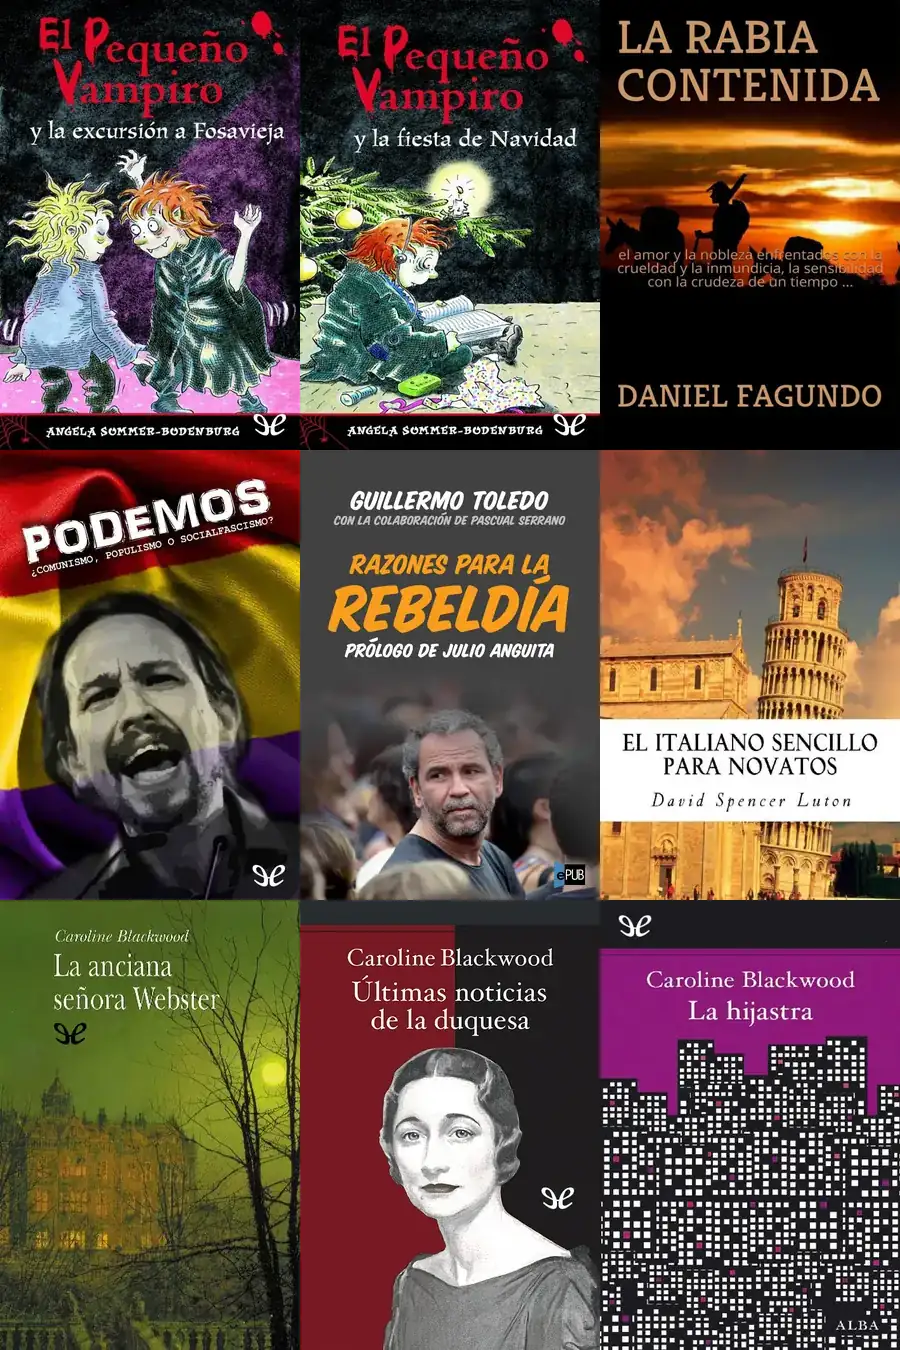 El Pequeño
Vampiro
y la excursión a Fosavieja
ANGELA SOMMER-BODENBURG
El Pequeño
Vampiro
y la fiesta de Navidad
ANGELA SOMMER-BODENBURG
LA RABIA
CONTENIDA
el amor y la nobleza enfrentados con la
crueldad y la inmundicia, la sensibilidad
con la crudeza de un tiempo ...
DANIEL FAGUNDO
PODEMOS
¿COMUNISMO, POPULISMO O SOCIALFASCISMO?
GUILLERMO TOLEDO
CON LA COLABORACIÓN DE PASCUAL SERRANO
RAZONES PARA LA
REBELDÍA
PRÓLOGO DE JULIO ANGUITA
ePUB
EL ITALIANO SENCILLO
PARA NOVATOS
David Spencer Luton
Caroline Blackwood
La anciana
señora Webster
Caroline Blackwood
Últimas noticias
de la duquesa
Caroline Blackwood
La hijastra
ALBA